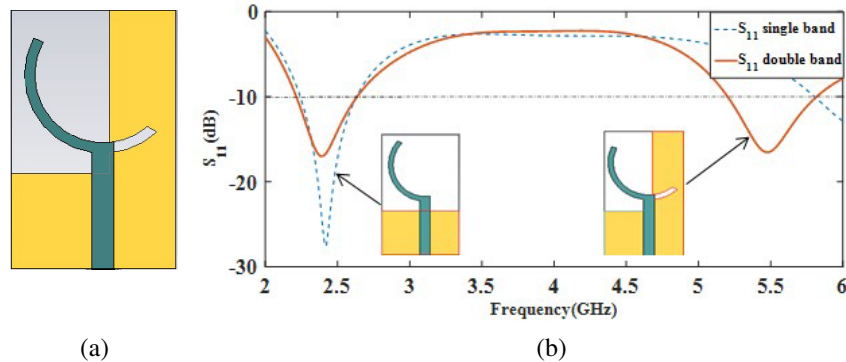 0
-10
-20
-30
S11(dB)
2
2.5
3
3.5
4
4.5
5
5.5
6
Frequency(GHz)
S11 single band
S11 double band
(a)
(b)